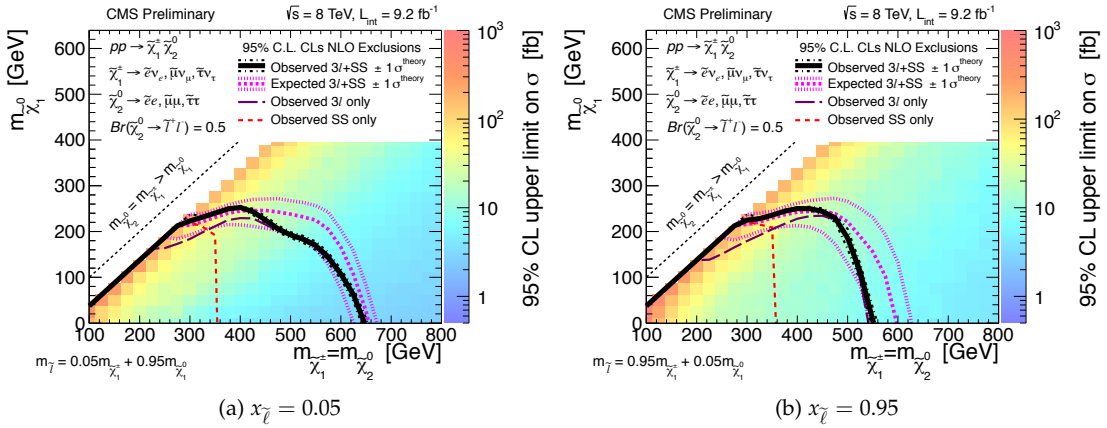 CMS Preliminary √s = 8 TeV, L_int = 9.2 fb⁻¹
m_χ̃₁⁰ [GeV]
600
500
400
300
200
100
0
pp → χ̃₁± χ̃₂⁰
χ̃₁± → ẽν_e, μ̃ν_μ, τ̃ν_τ
χ̃₂⁰ → ẽe, μ̃μ, τ̃τ
Br(χ̃₂⁰ → l̃⁺l⁻) = 0.5
95% C.L. CLs NLO Exclusions
Observed 3l+SS ± 1σ^theory
Expected 3l+SS ± 1σ^theory
Observed 3l only
Observed SS only
m_χ̃₂⁰ = m_χ̃₁± > m_χ̃₁⁰
100 200 300 400 500 600 700 800
m_χ̃₁± = m_χ̃₂⁰ [GeV]
m_l̃ = 0.05m_χ̃₁± + 0.95m_χ̃₁⁰
10³
10²
10
1
95% CL upper limit on σ [fb]
(a) x_ℓ̃ = 0.05
CMS Preliminary √s = 8 TeV, L_int = 9.2 fb⁻¹
m_χ̃₁⁰ [GeV]
600
500
400
300
200
100
0
pp → χ̃₁± χ̃₂⁰
χ̃₁± → ẽν_e, μ̃ν_μ, τ̃ν_τ
χ̃₂⁰ → ẽe, μ̃μ, τ̃τ
Br(χ̃₂⁰ → l̃⁺l⁻) = 0.5
95% C.L. CLs NLO Exclusions
Observed 3l+SS ± 1σ^theory
Expected 3l+SS ± 1σ^theory
Observed 3l only
Observed SS only
m_χ̃₂⁰ = m_χ̃₁± > m_χ̃₁⁰
100 200 300 400 500 600 700 800
m_χ̃₁± = m_χ̃₂⁰ [GeV]
m_l̃ = 0.95m_χ̃₁± + 0.05m_χ̃₁⁰
10³
10²
10
1
95% CL upper limit on σ [fb]
(b) x_ℓ̃ = 0.95